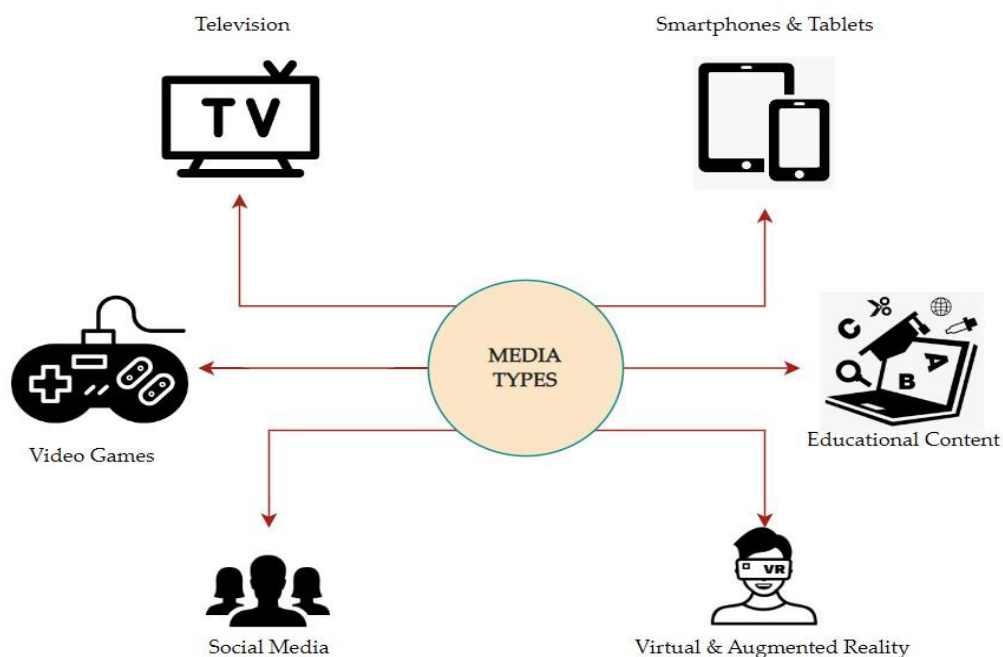 Television
Smartphones & Tablets
TV
MEDIA
TYPES
C
A
B
Video Games
Educational Content
VR
Social Media
Virtual & Augmented Reality